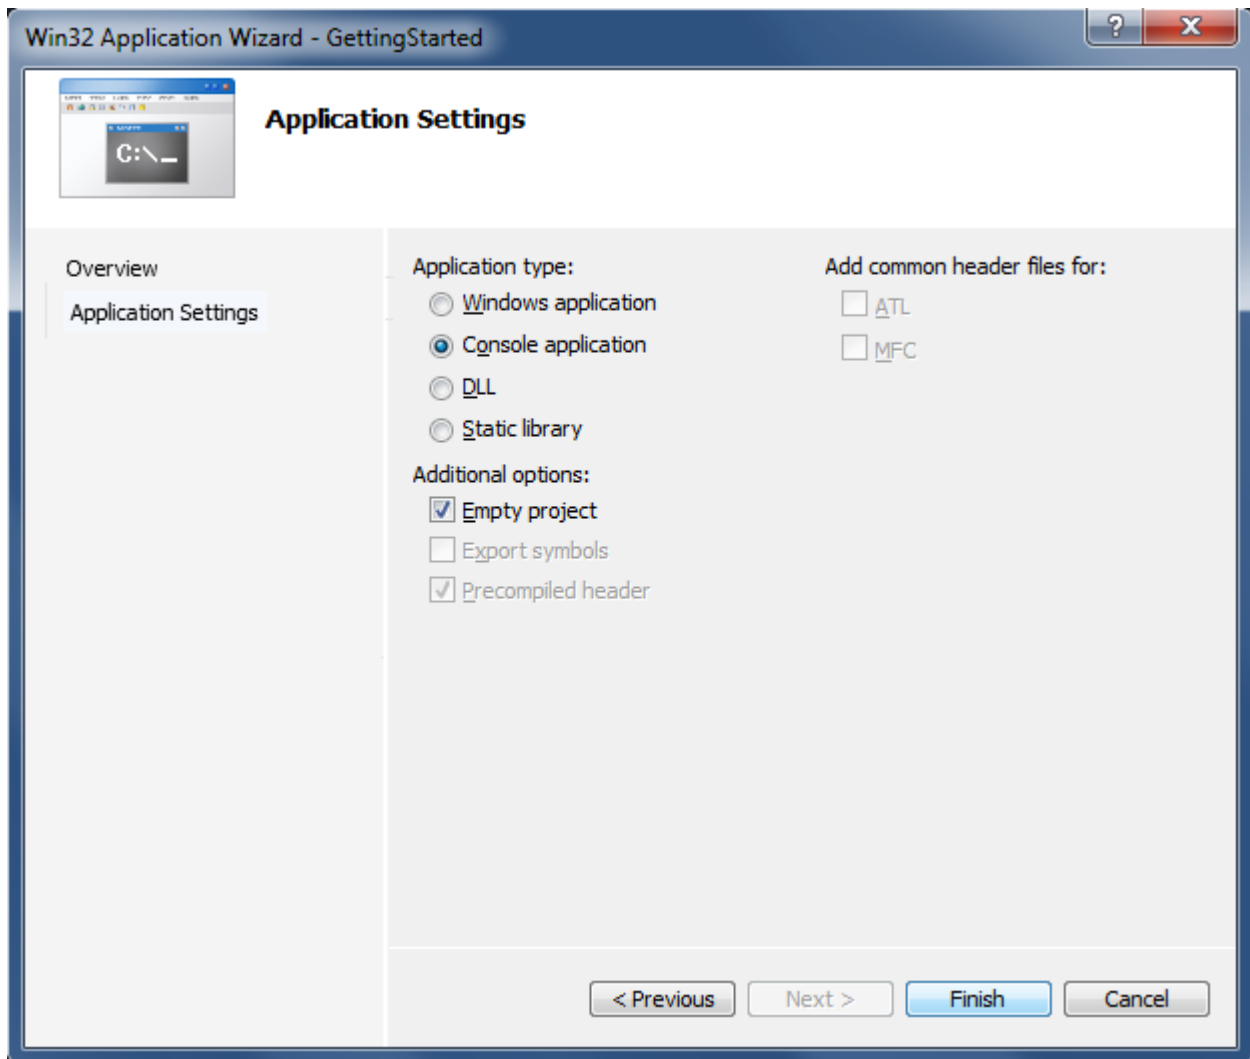 Win32 Application Wizard - GettingStarted
?
x
C:\_
Application Settings
Overview
Application Settings
Application type:
Windows application
Console application
DLL
Static library
Additional options:
Empty project
Export symbols
Precompiled header
Add common header files for:
ATL
MFC
< Previous
Next >
Finish
Cancel